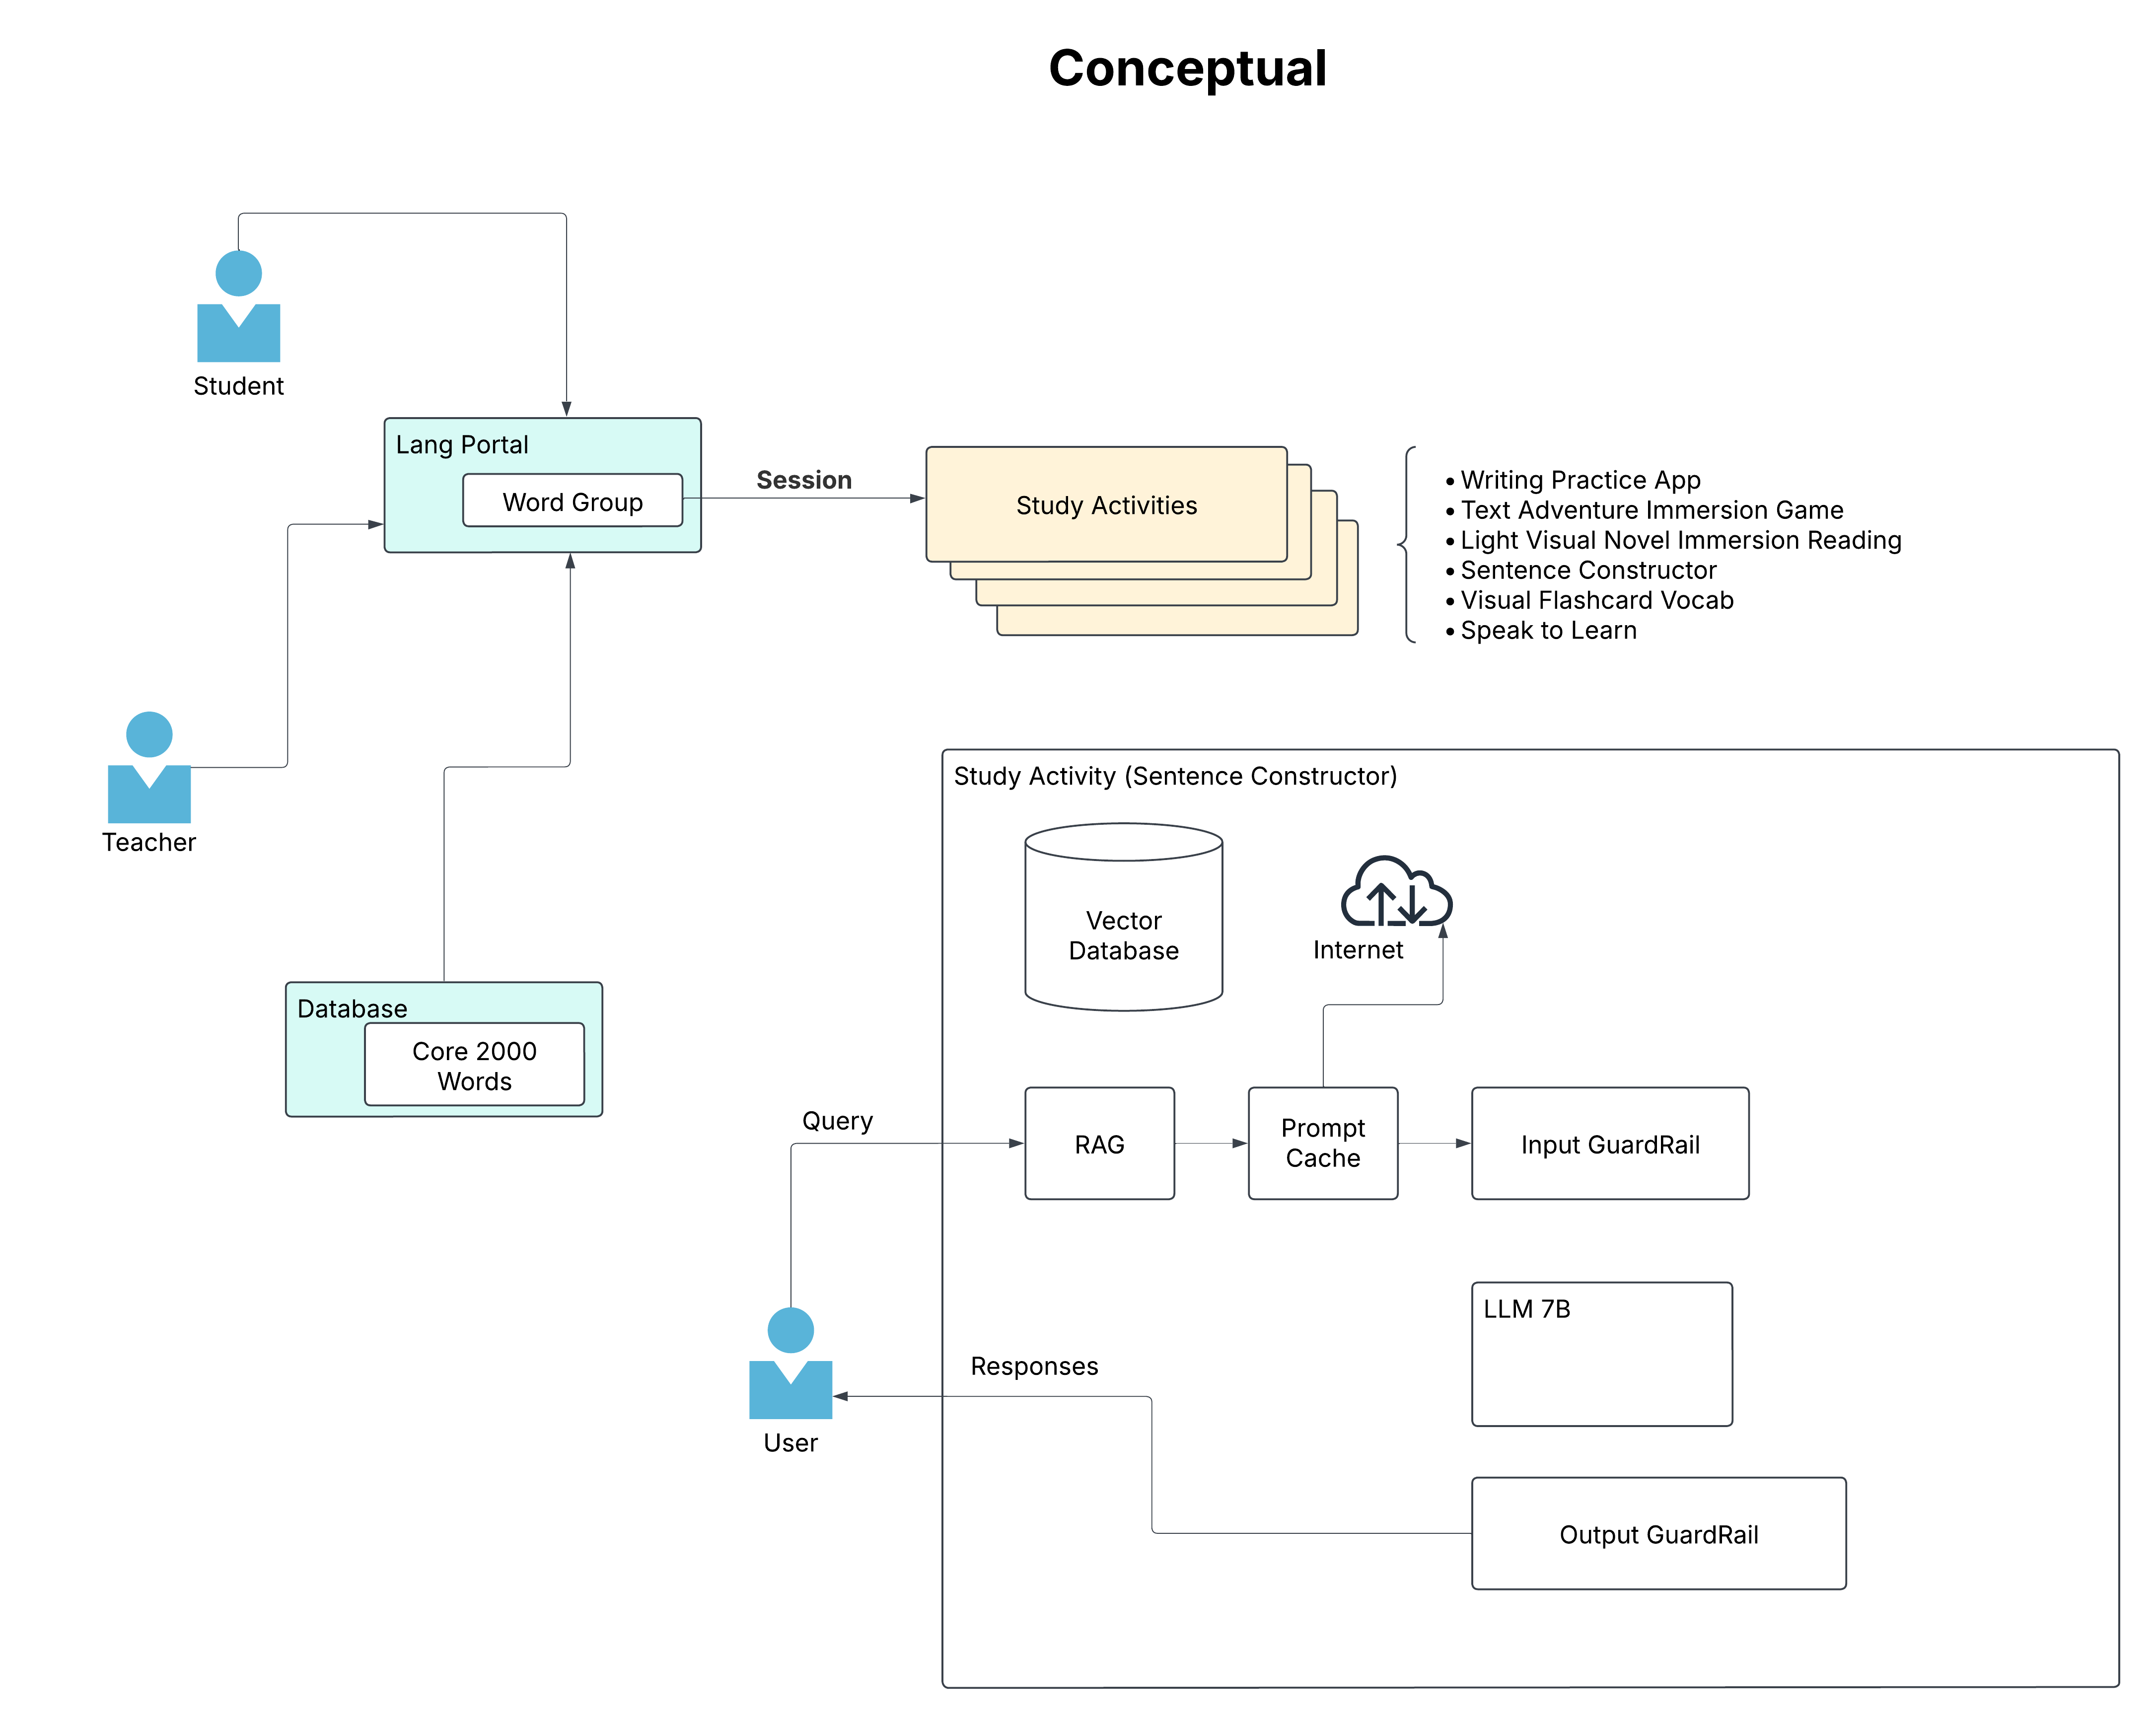 Conceptual
Student
Lang Portal
Word Group
Session
Study Activities
• Writing Practice App
• Text Adventure Immersion Game
• Light Visual Novel Immersion Reading
• Sentence Constructor
• Visual Flashcard Vocab
• Speak to Learn
Teacher
Database
Core 2000
Words
Study Activity (Sentence Constructor)
Vector
Database
Internet
Query
RAG
Prompt
Cache
Input GuardRail
LLM 7B
Responses
User
Output GuardRail